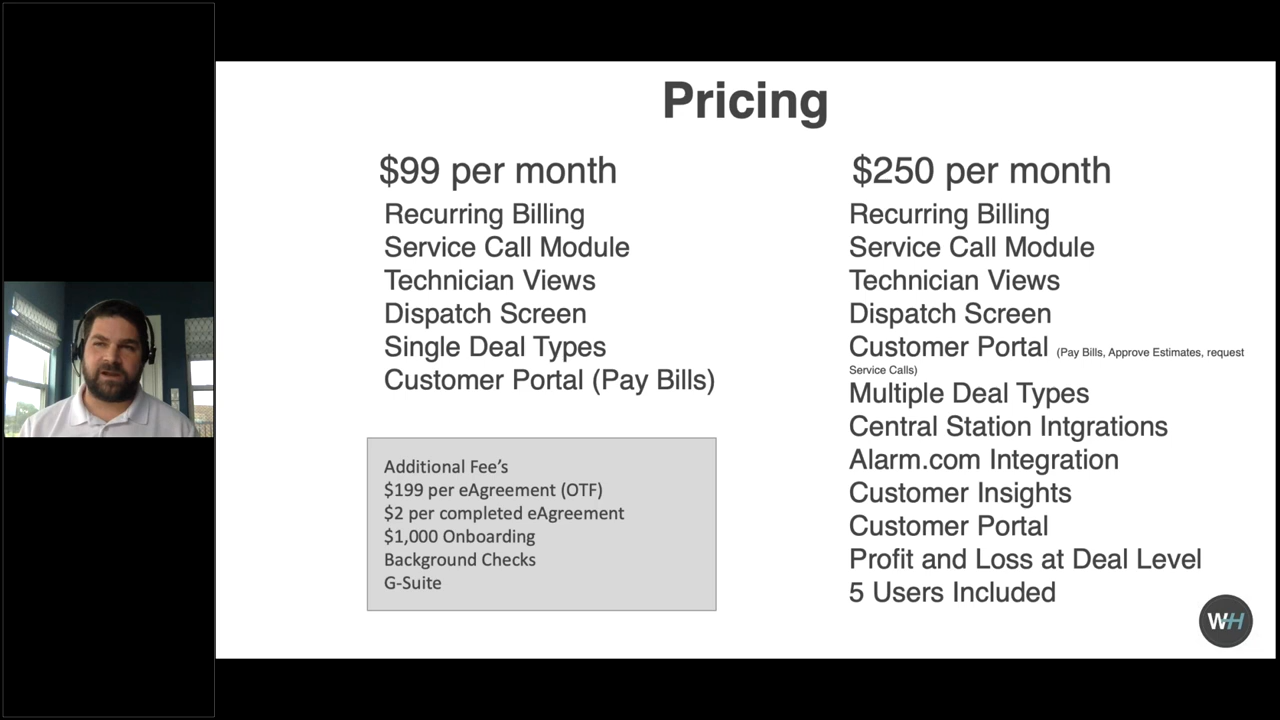 Pricing
$99 per month
Recurring Billing
Service Call Module
Technician Views
Dispatch Screen
Single Deal Types
Customer Portal (Pay Bills)
Additional Fee's
$199 per eAgreement (OTF)
$2 per completed eAgreement
$1,000 Onboarding
Background Checks
G-Suite
$250 per month
Recurring Billing
Service Call Module
Technician Views
Dispatch Screen
Customer Portal (Pay Bills, Approve Estimates, request
Service Calls)
Multiple Deal Types
Central Station Intgrations
Alarm.com Integration
Customer Insights
Customer Portal
Profit and Loss at Deal Level
5 Users Included
WH